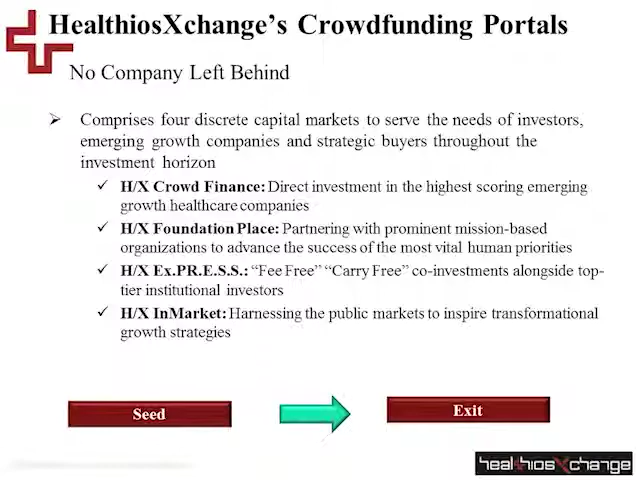 HealthiosXchange’s Crowdfunding Portals
No Company Left Behind
➢ Comprises four discrete capital markets to serve the needs of investors,
emerging growth companies and strategic buyers throughout the
investment horizon
✓ H/X Crowd Finance: Direct investment in the highest scoring emerging
growth healthcare companies
✓ H/X Foundation Place: Partnering with prominent mission-based
organizations to advance the success of the most vital human priorities
✓ H/X Ex.PR.E.S.S.: “Fee Free” “Carry Free” co-investments alongside top-
tier institutional investors
✓ H/X InMarket: Harnessing the public markets to inspire transformational
growth strategies
Seed
Exit
healthiosXchange